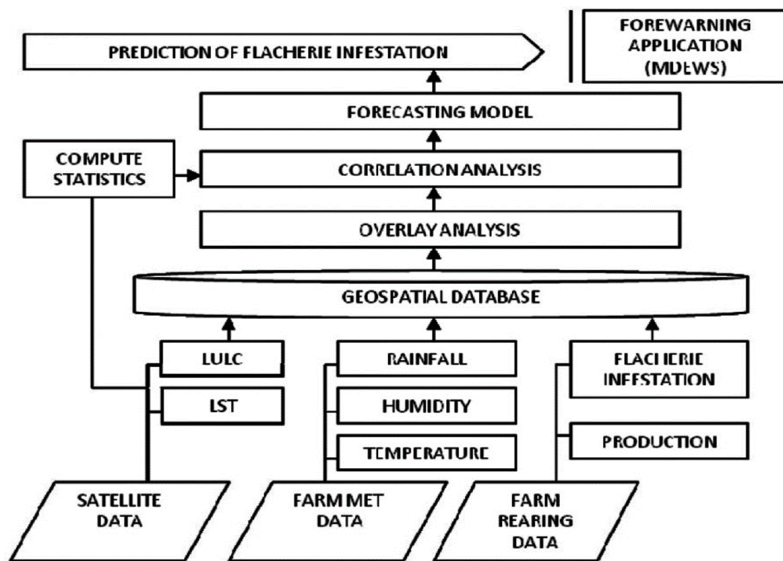 FOREWARNING
APPLICATION
(MDEWS)
PREDICTION OF FLACHERIE INFESTATION
FORECASTING MODEL
COMPUTE
STATISTICS
CORRELATION ANALYSIS
OVERLAY ANALYSIS
GEOSPATIAL DATABASE
LULC
RAINFALL
FLACHERIE
INFESTATION
LST
HUMIDITY
PRODUCTION
TEMPERATURE
SATELLITE
DATA
FARM MET
DATA
FARM
REARING
DATA